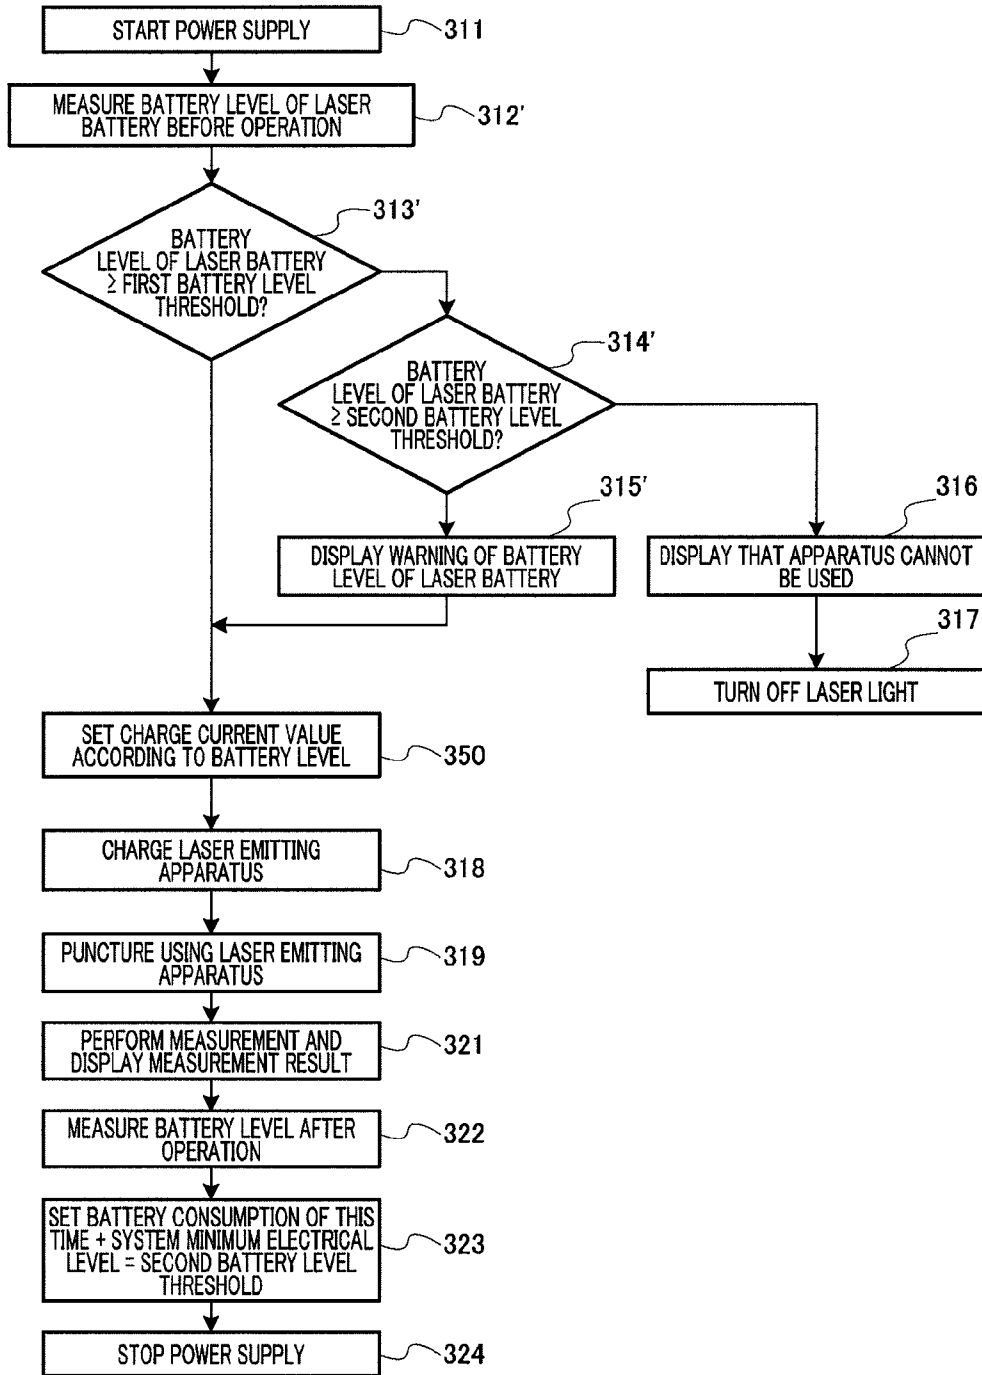 START POWER SUPPLY
311
MEASURE BATTERY LEVEL OF LASER
BATTERY BEFORE OPERATION
312'
313'
BATTERY
LEVEL OF LASER BATTERY
≥ FIRST BATTERY LEVEL
THRESHOLD?
314'
BATTERY
LEVEL OF LASER BATTERY
≥ SECOND BATTERY LEVEL
THRESHOLD?
315'
DISPLAY WARNING OF BATTERY
LEVEL OF LASER BATTERY
316
DISPLAY THAT APPARATUS CANNOT
BE USED
317
TURN OFF LASER LIGHT
SET CHARGE CURRENT VALUE
ACCORDING TO BATTERY LEVEL
350
CHARGE LASER EMITTING
APPARATUS
318
PUNCTURE USING LASER EMITTING
APPARATUS
319
PERFORM MEASUREMENT AND
DISPLAY MEASUREMENT RESULT
321
MEASURE BATTERY LEVEL AFTER
OPERATION
322
SET BATTERY CONSUMPTION OF THIS
TIME + SYSTEM MINIMUM ELECTRICAL
LEVEL = SECOND BATTERY LEVEL
THRESHOLD
323
STOP POWER SUPPLY
324